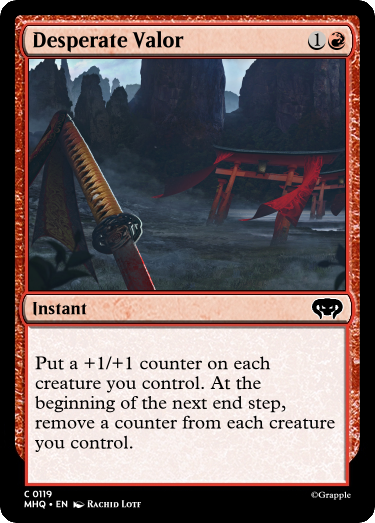 Desperate Valor 1
Instant
Put a +1/+1 counter on each
creature you control. At the
beginning of the next end step,
remove a counter from each creature
you control.
C 0119
MHQ • EN Rachid Lotf
©Grapple